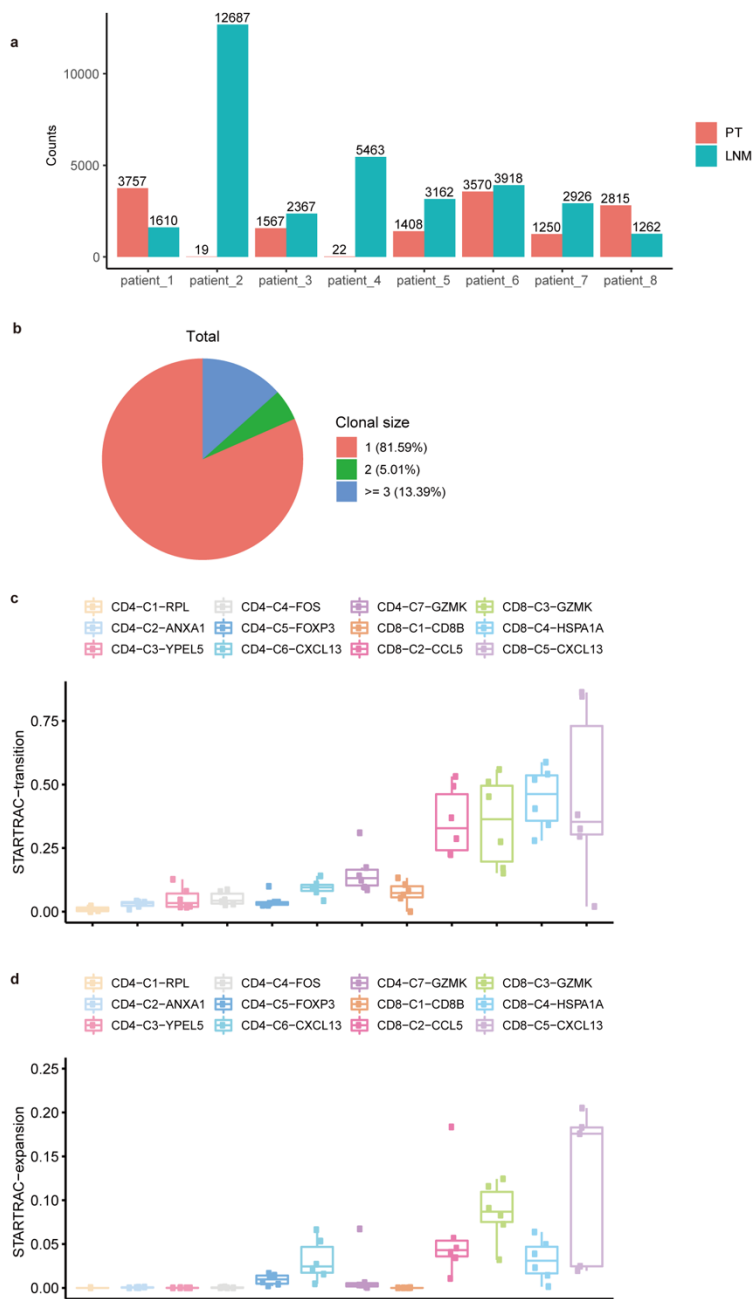 a
12687
10000
Counts
5463
5000
3757
1610
19
1567
2367
22
1408
3162
3570
3918
1250
2926
2815
1262
0
PT
LNM
patient_1 patient_2 patient_3 patient_4 patient_5 patient_6 patient_7 patient_8
b
Total
Clonal size
1 (81.59%)
2 (5.01%)
>= 3 (13.39%)
c
CD4-C1-RPL CD4-C4-FOS CD4-C7-GZMK CD8-C3-GZMK
CD4-C2-ANXA1 CD4-C5-FOXP3 CD8-C1-CD8B CD8-C4-HSPA1A
CD4-C3-YPEL5 CD4-C6-CXCL13 CD8-C2-CCL5 CD8-C5-CXCL13
STARTRAC-transition
0.75
0.50
0.25
0.00
d
CD4-C1-RPL CD4-C4-FOS CD4-C7-GZMK CD8-C3-GZMK
CD4-C2-ANXA1 CD4-C5-FOXP3 CD8-C1-CD8B CD8-C4-HSPA1A
CD4-C3-YPEL5 CD4-C6-CXCL13 CD8-C2-CCL5 CD8-C5-CXCL13
STARTRAC-expansion
0.25
0.20
0.15
0.10
0.05
0.00